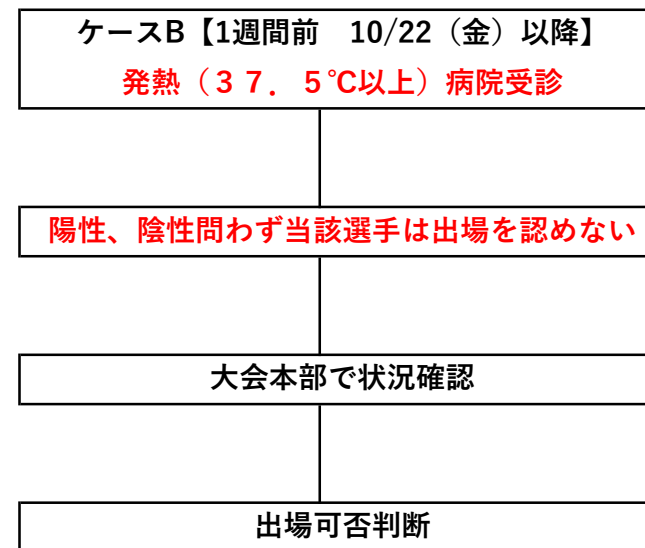 ケースB【1週間前　10/22（金）以降】
発熱（３７．５℃以上）病院受診
陽性、陰性問わず当該選手は出場を認めない
大会本部で状況確認
出場可否判断